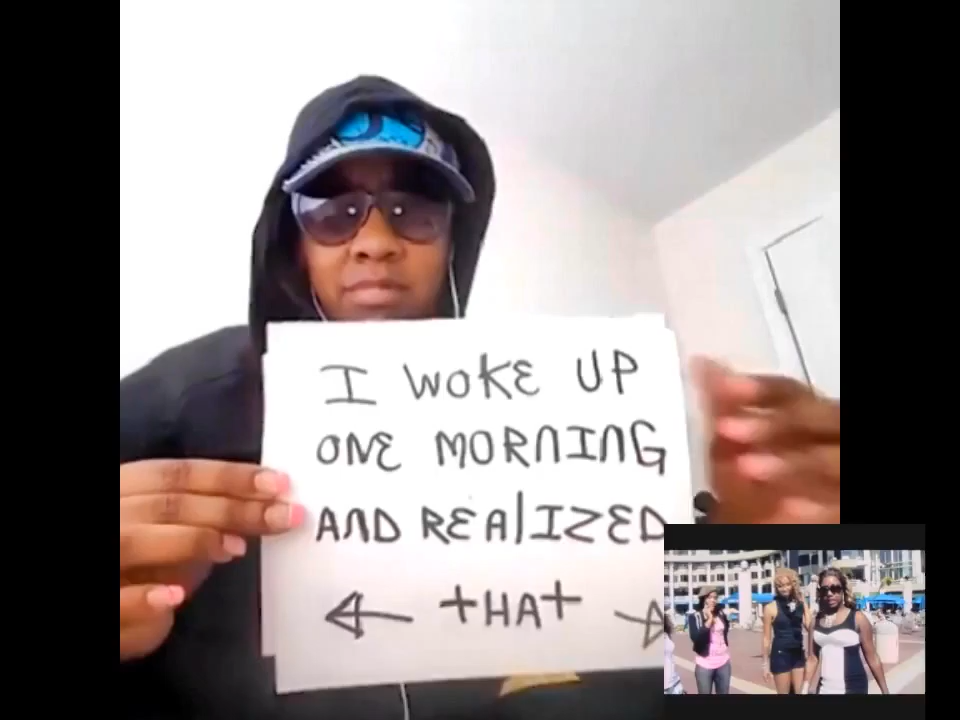 I WOKE UP
ONE MORNING
AND REALIZED
← THAT →